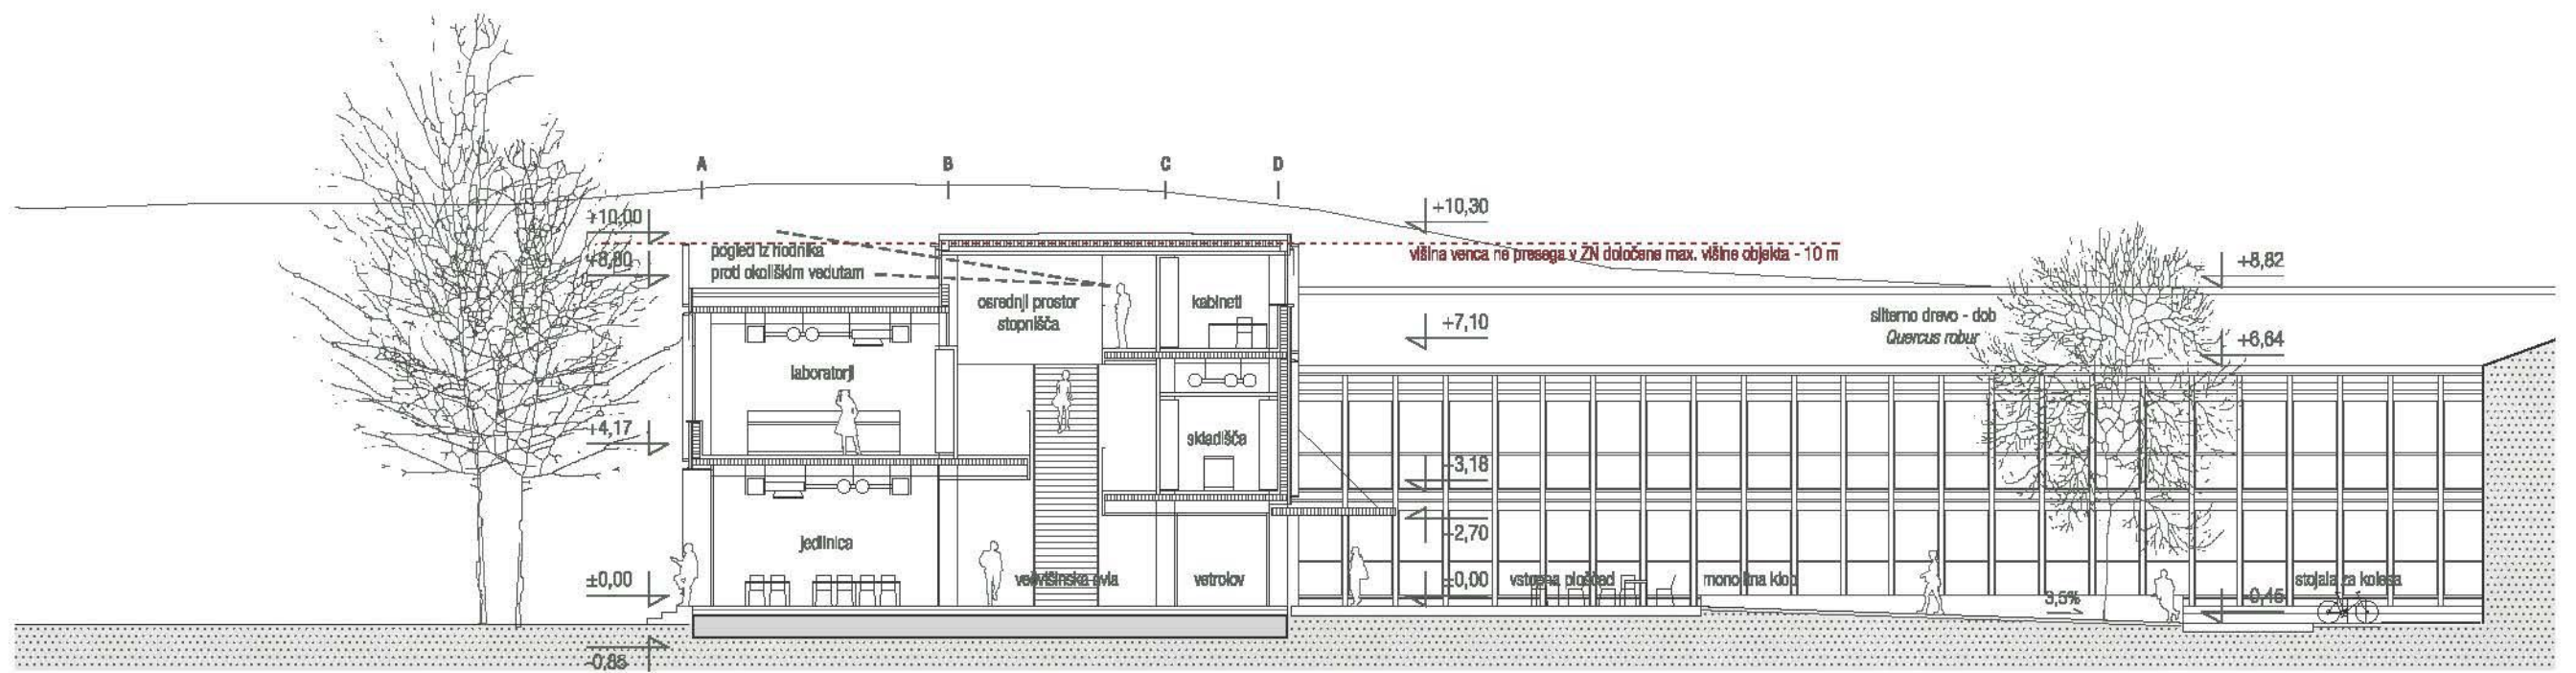 A
B
C
D
+10,00
+8,80
+4,17
±0,00
-0,85
pogled iz hodnika
proti okoliškim vedutam
osrednji prostor
stopnišča
kabineti
laboratorji
skladišča
jedilnica
večvišinska avla
vetrolov
+10,30
višina venca ne presega v ZN določene max. višine objekta - 10 m
+7,10
+3,18
+2,70
±0,00
vstopna ploščad
monolitna klop
soliterno drevo - dob
Quercus robur
+8,82
+6,64
3,5%
-0,45
stojala za kolesa